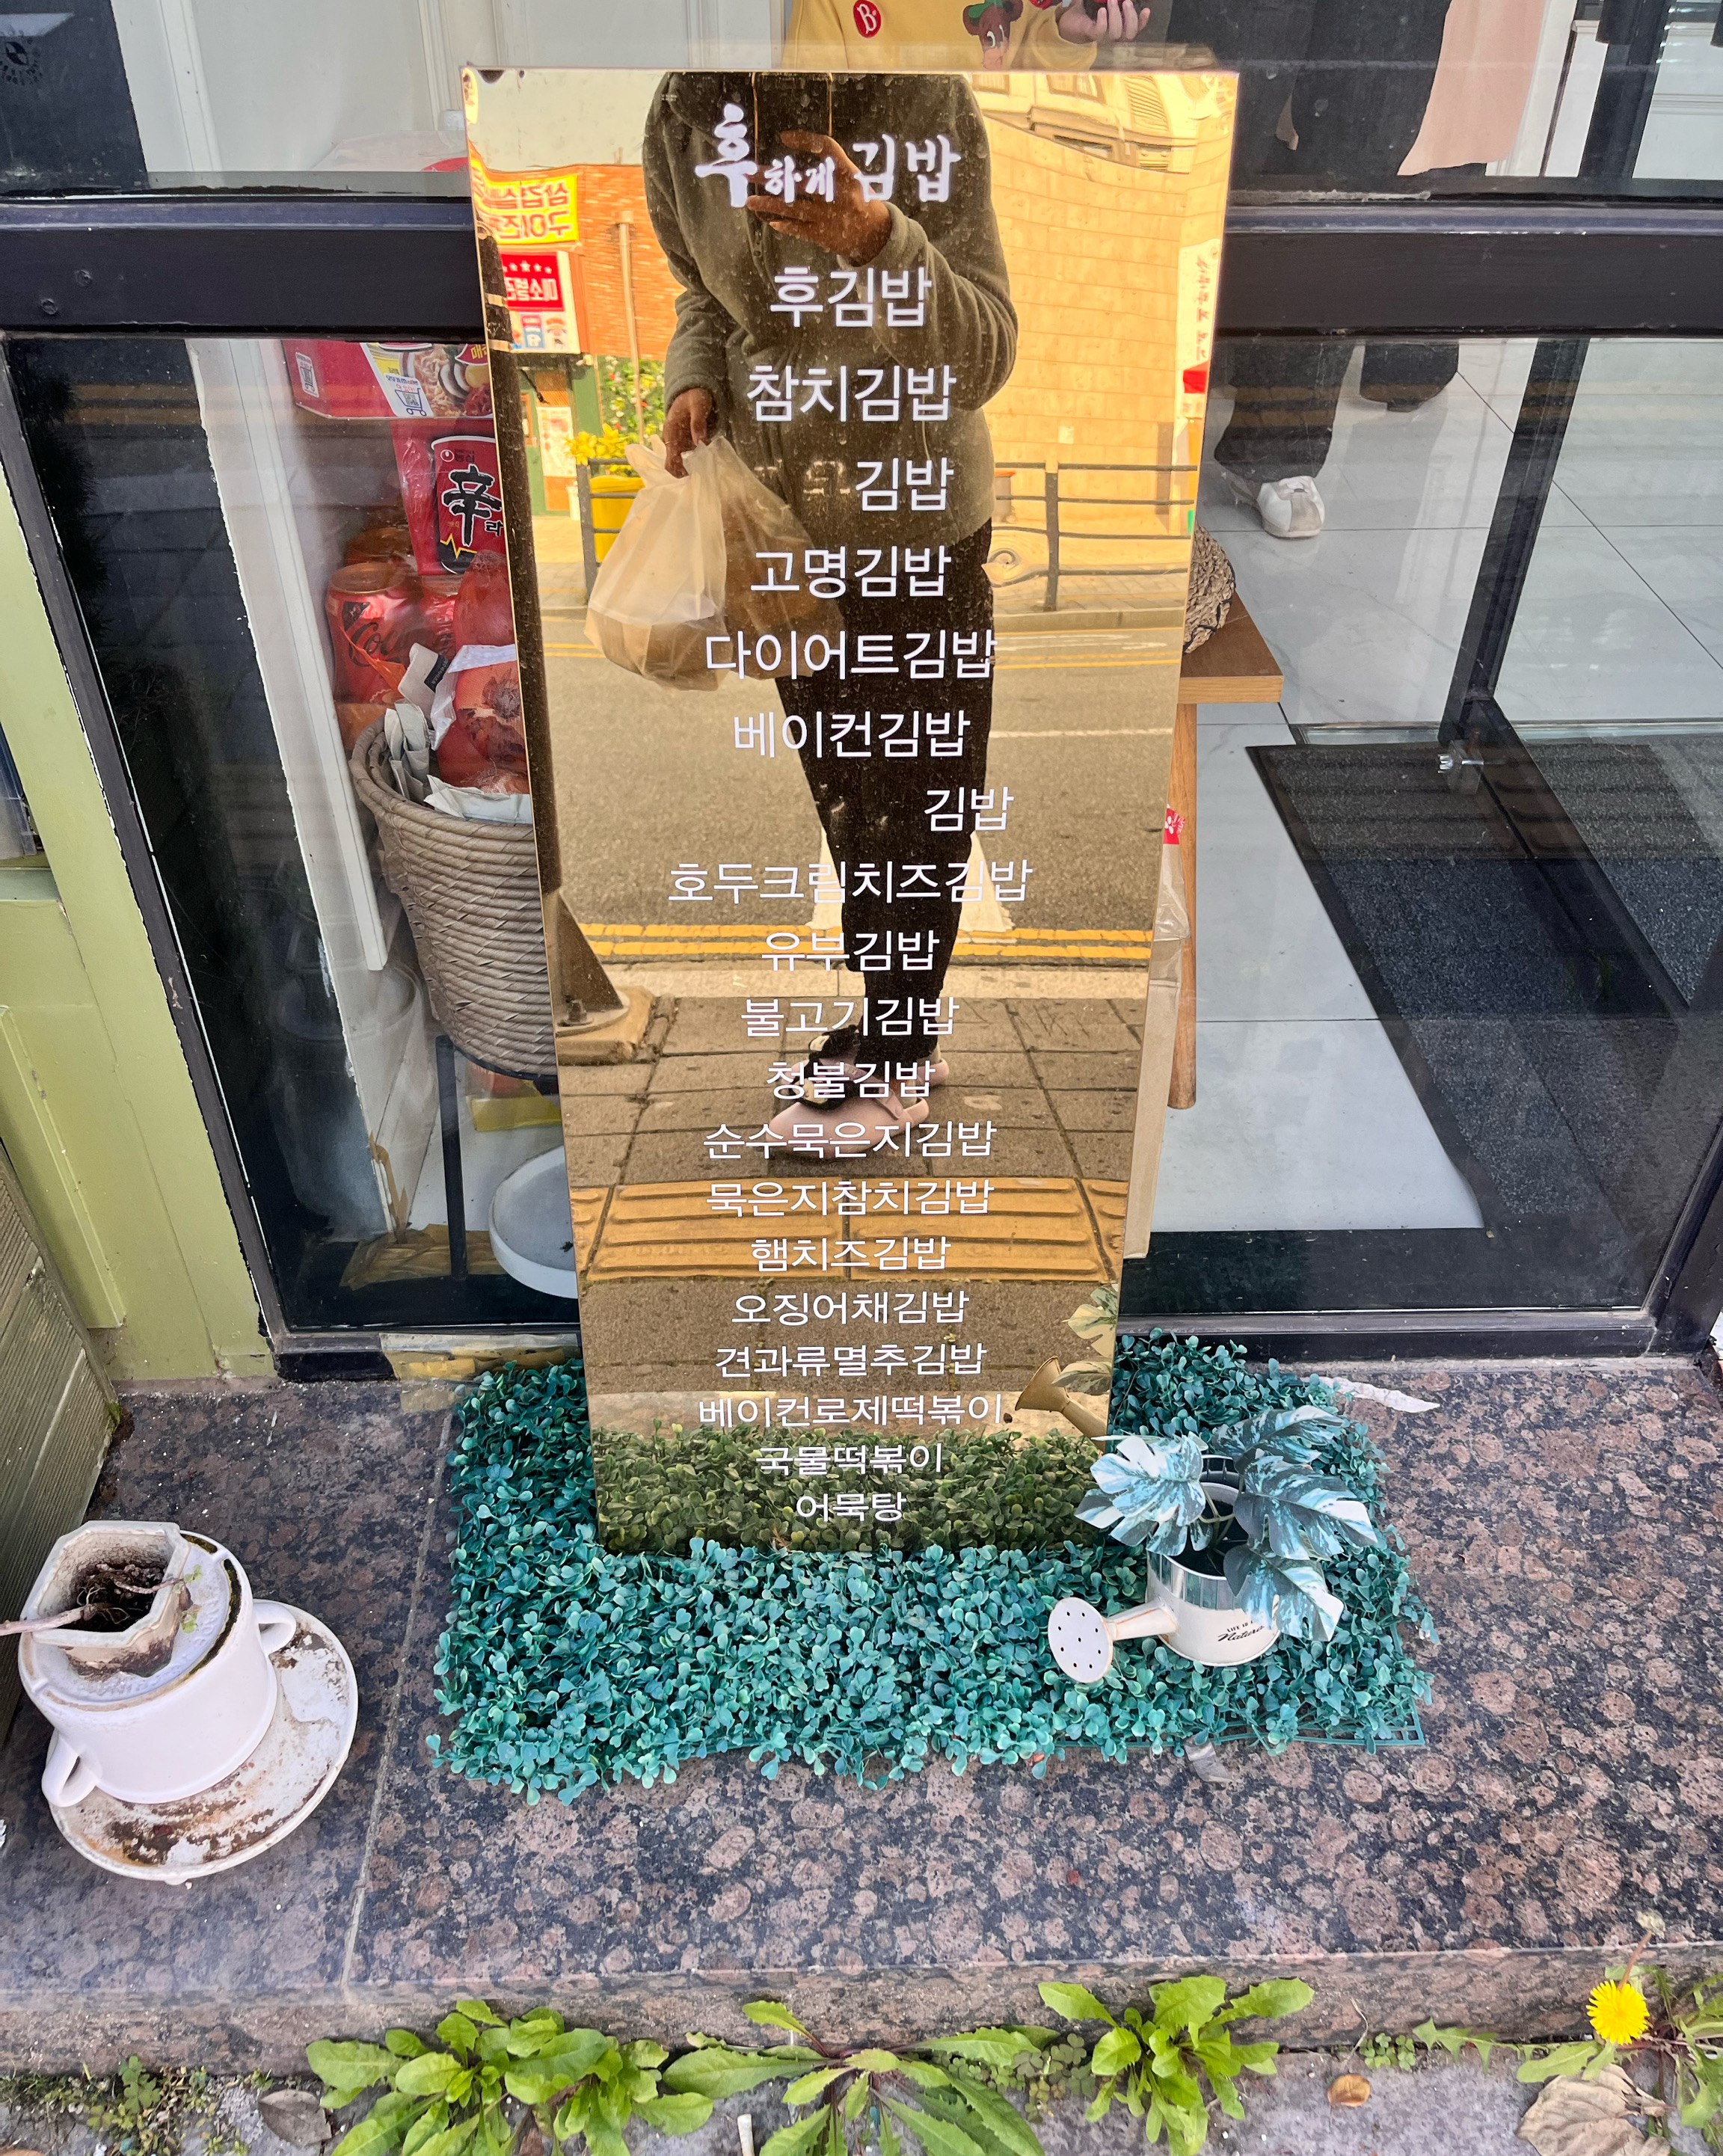 후하게 김밥
후김밥
참치김밥
김밥
고명김밥
다이어트김밥
베이컨김밥
김밥
호두크림치즈김밥
유부김밥
불고기김밥
청불김밥
순수묵은지김밥
묵은지참치김밥
햄치즈김밥
오징어채김밥
견과류멸추김밥
베이컨로제떡볶이
국물떡볶이
어묵탕
농심
辛
라
Nature